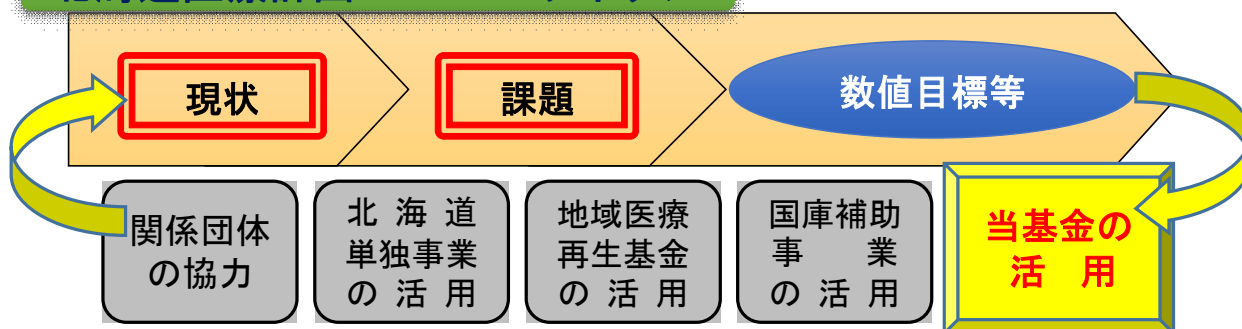 現状
課題
数値目標等
関係団体
の協力
北海道
単独事業
の活用
地域医療
再生基金
の活用
国庫補助
事業
の活用
当基金の
活用